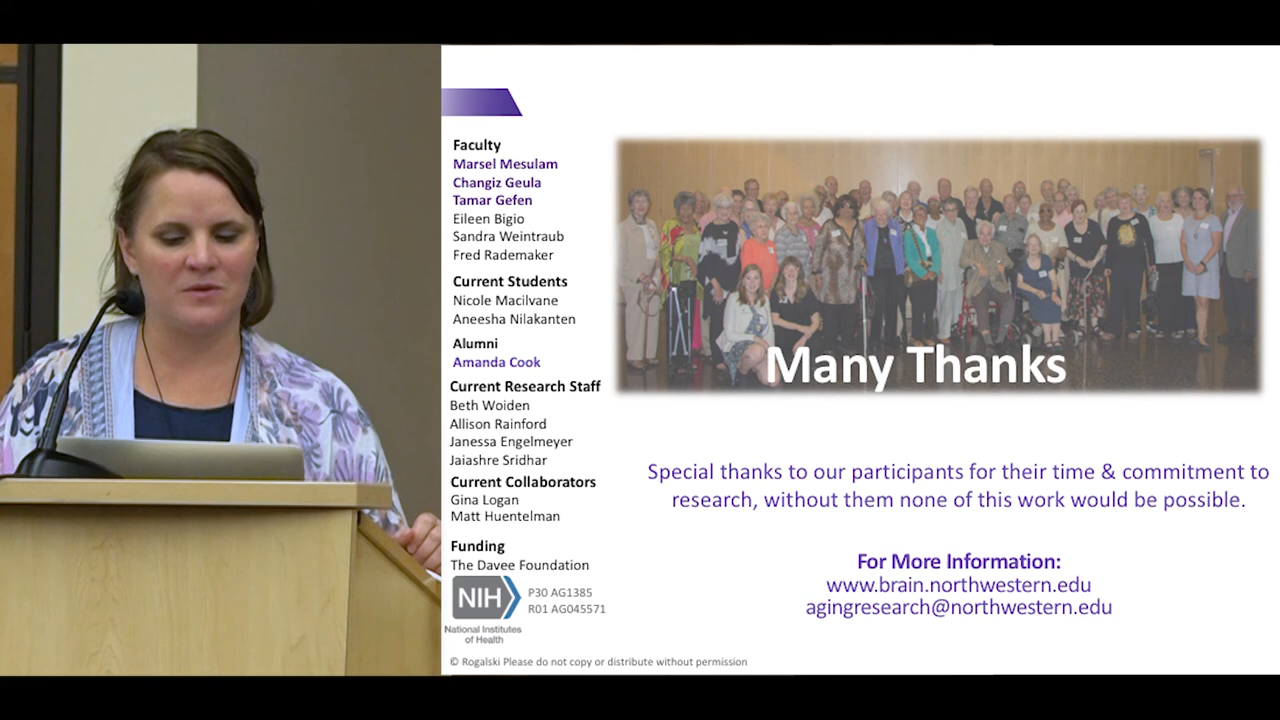 Faculty
Marsel Mesulam
Changiz Geula
Tamar Gefen
Eileen Bigio
Sandra Weintraub
Fred Rademaker
Current Students
Nicole Macilvane
Aneesha Nilakanten
Alumni
Amanda Cook
Current Research Staff
Beth Woiden
Allison Rainford
Janessa Engelmeyer
Jaiashre Sridhar
Current Collaborators
Gina Logan
Matt Huentelman
Funding
The Davee Foundation
NIH
P30 AG1385
R01 AG045571
National Institutes
of Health
© Rogalski Please do not copy or distribute without permission
Many Thanks
Special thanks to our participants for their time & commitment to
research, without them none of this work would be possible.
For More Information:
www.brain.northwestern.edu
agingresearch@northwestern.edu